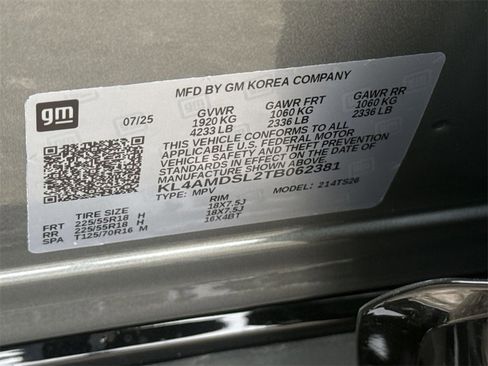 MFD BY GM KOREA COMPANY
gm
07/25
GVWR GAWR FRT GAWR RR
1920 KG 1060 KG 1060 KG
4233 LB 2336 LB 2336 LB
THIS VEHICLE CONFORMS TO ALL
APPLICABLE U.S. FEDERAL MOTOR
VEHICLE SAFETY AND THEFT PREVENTION
STANDARDS IN EFFECT ON THE DATE OF
MANUFACTURE SHOWN ABOVE.
KL4AMDSL2TB062381
TYPE: MPV MODEL: 214TS26
TIRE SIZE RIM
FRT 225/55R18 H 18X7.5J
RR 225/55R18 H 18X7.5J
SPA T125/70R16 M 16X4BT